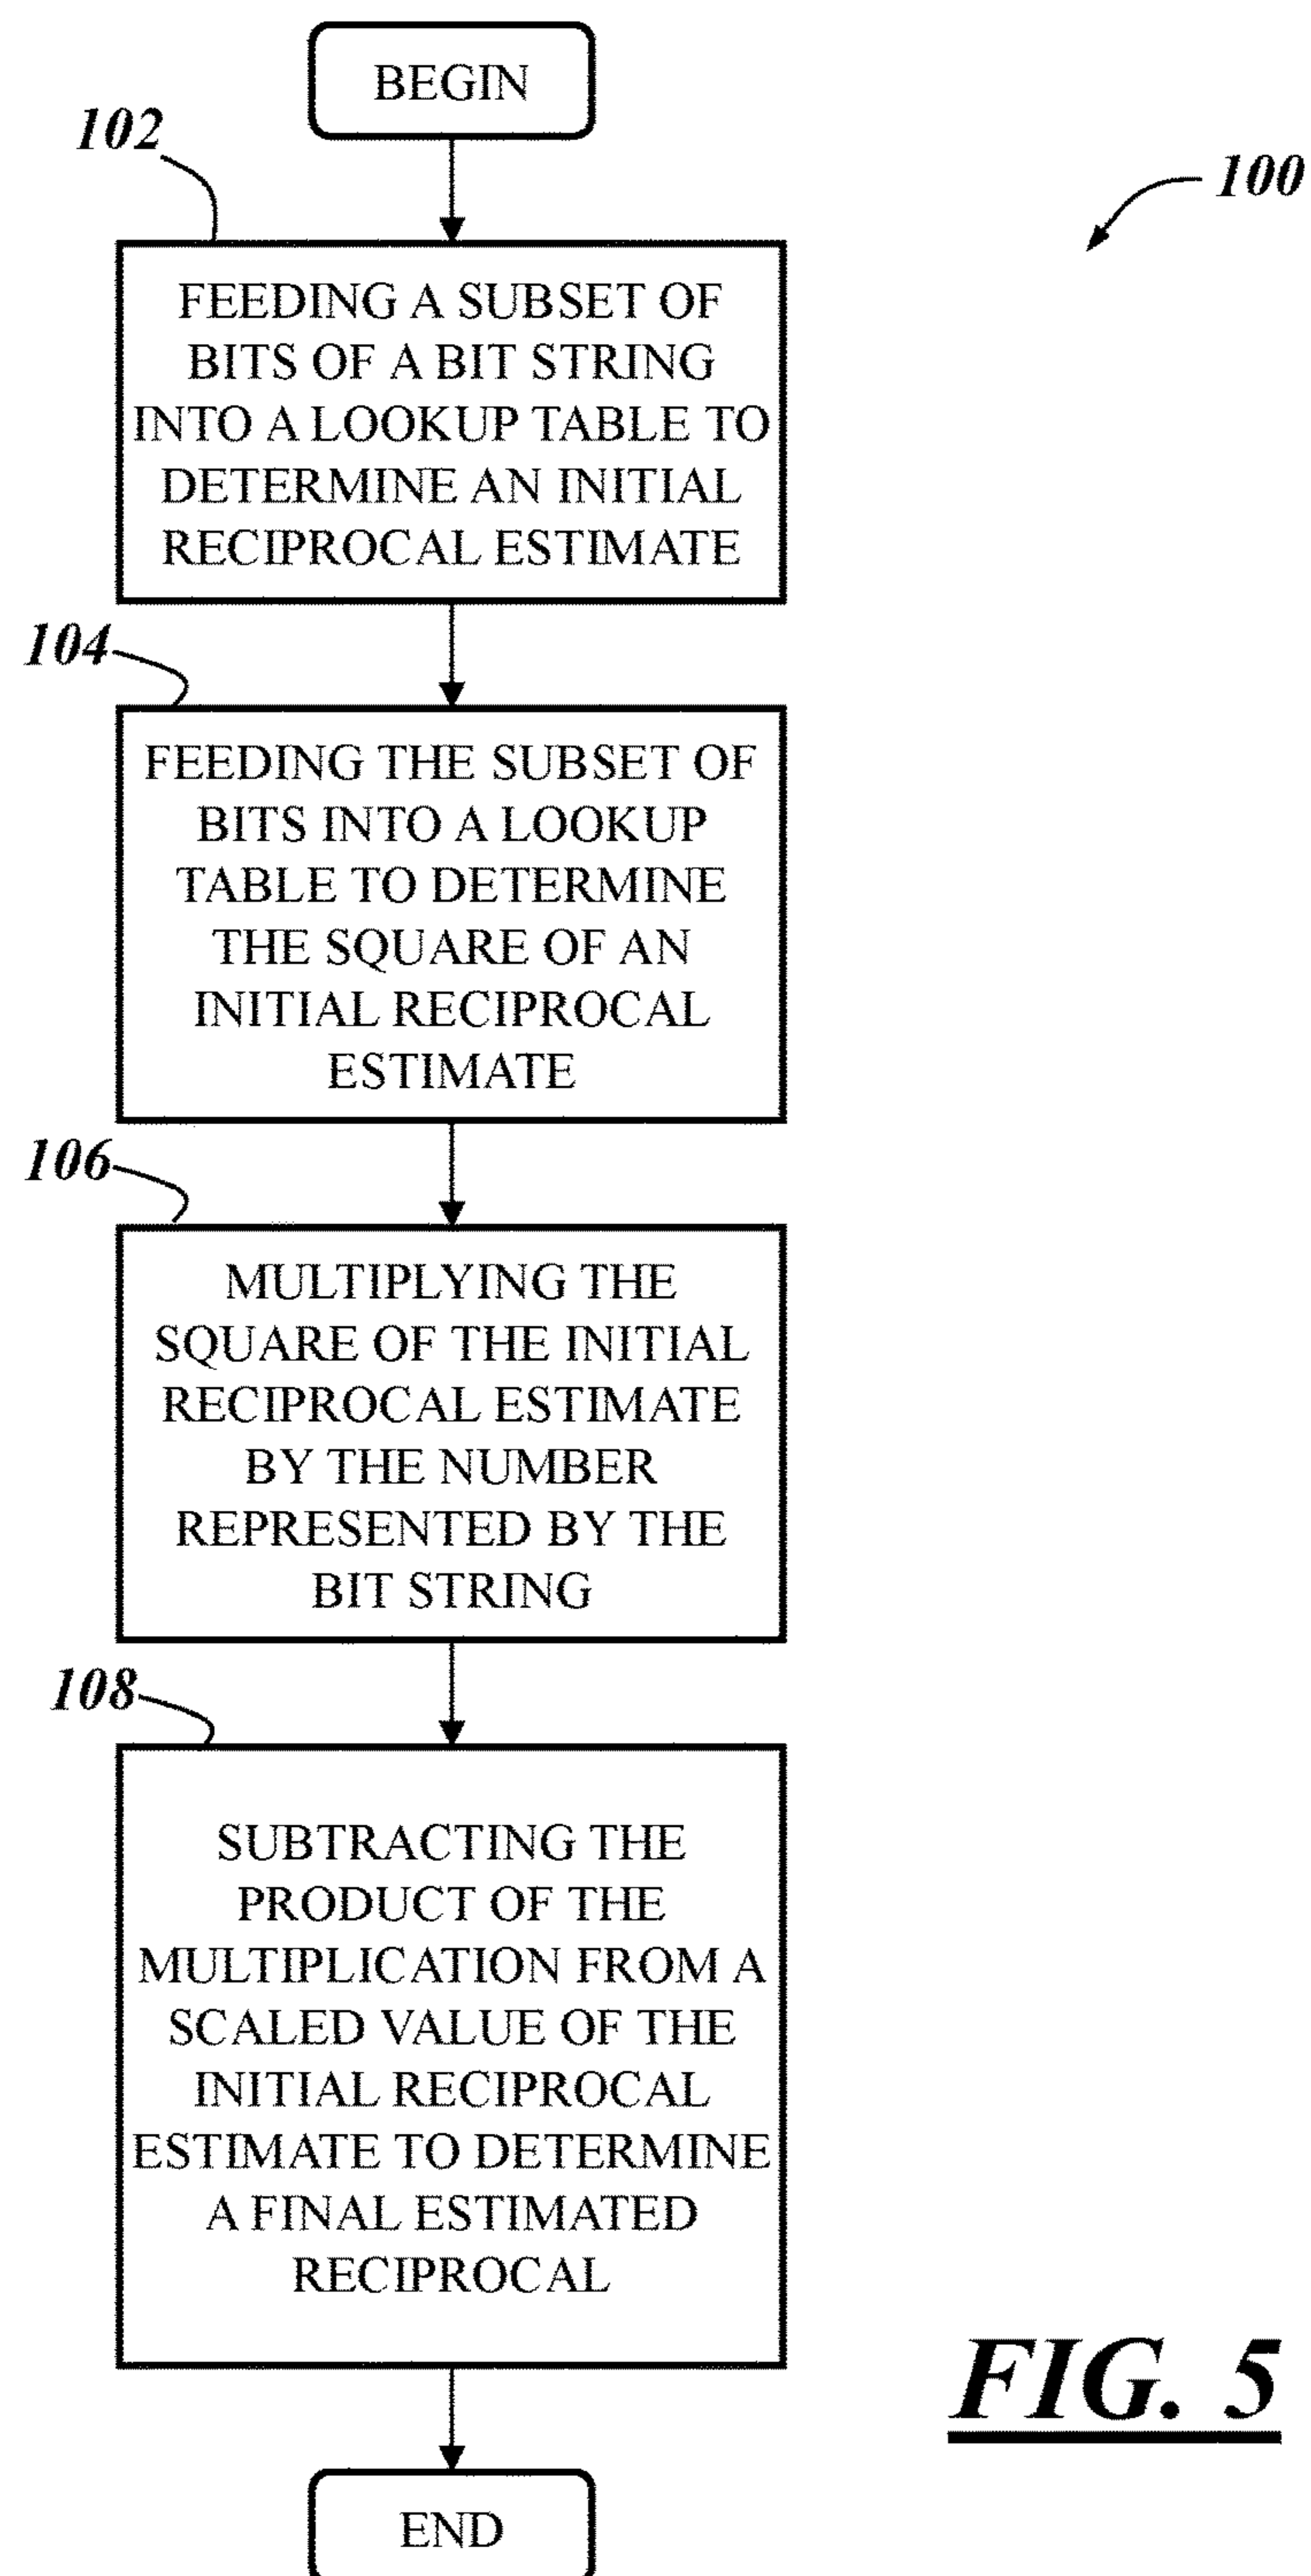 BEGIN
102
100
FEEDING A SUBSET OF
BITS OF A BIT STRING
INTO A LOOKUP TABLE TO
DETERMINE AN INITIAL
RECIPROCAL ESTIMATE
104
FEEDING THE SUBSET OF
BITS INTO A LOOKUP
TABLE TO DETERMINE
THE SQUARE OF AN
INITIAL RECIPROCAL
ESTIMATE
106
MULTIPLYING THE
SQUARE OF THE INITIAL
RECIPROCAL ESTIMATE
BY THE NUMBER
REPRESENTED BY THE
BIT STRING
108
SUBTRACTING THE
PRODUCT OF THE
MULTIPLICATION FROM A
SCALED VALUE OF THE
INITIAL RECIPROCAL
ESTIMATE TO DETERMINE
A FINAL ESTIMATED
RECIPROCAL
FIG. 5
END